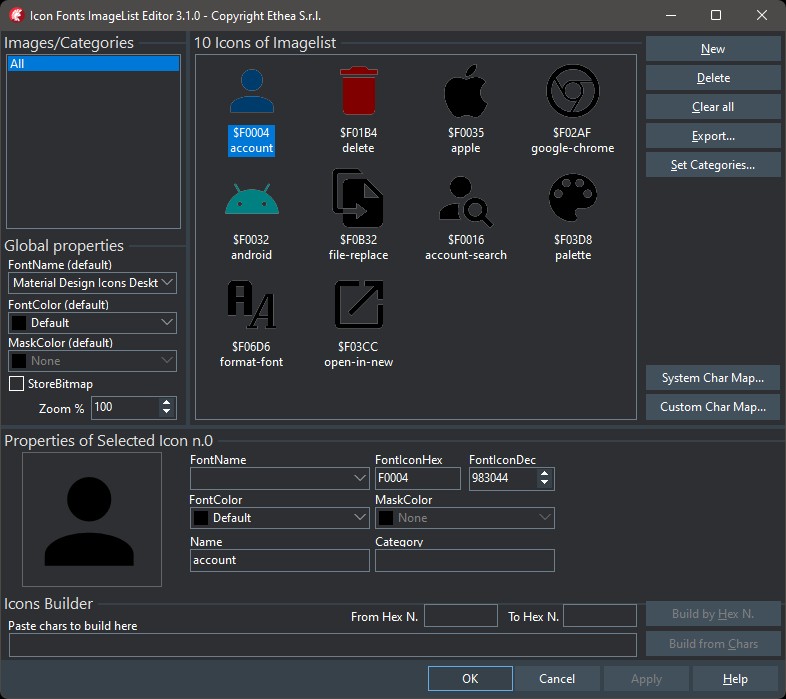 Icon Fonts ImageList Editor 3.1.0 - Copyright Ethea S.r.l.
Images/Categories
All
10 Icons of Imagelist
$F0004
account
$F01B4
delete
$F0035
apple
$F02AF
google-chrome
$F0032
android
$F0B32
file-replace
$F0016
account-search
$F03D8
palette
$F06D6
format-font
$F03CC
open-in-new
New
Delete
Clear all
Export...
Set Categories...
System Char Map...
Custom Char Map...
Global properties
FontName (default)
Material Design Icons Deskt
FontColor (default)
Default
MaskColor (default)
None
StoreBitmap
Zoom %
100
Properties of Selected Icon n.0
FontName
FontIconHex
F0004
FontIconDec
983044
FontColor
Default
MaskColor
None
Name
account
Category
Icons Builder
Paste chars to build here
From Hex N.
To Hex N.
Build by Hex N.
Build from Chars
OK
Cancel
Apply
Help